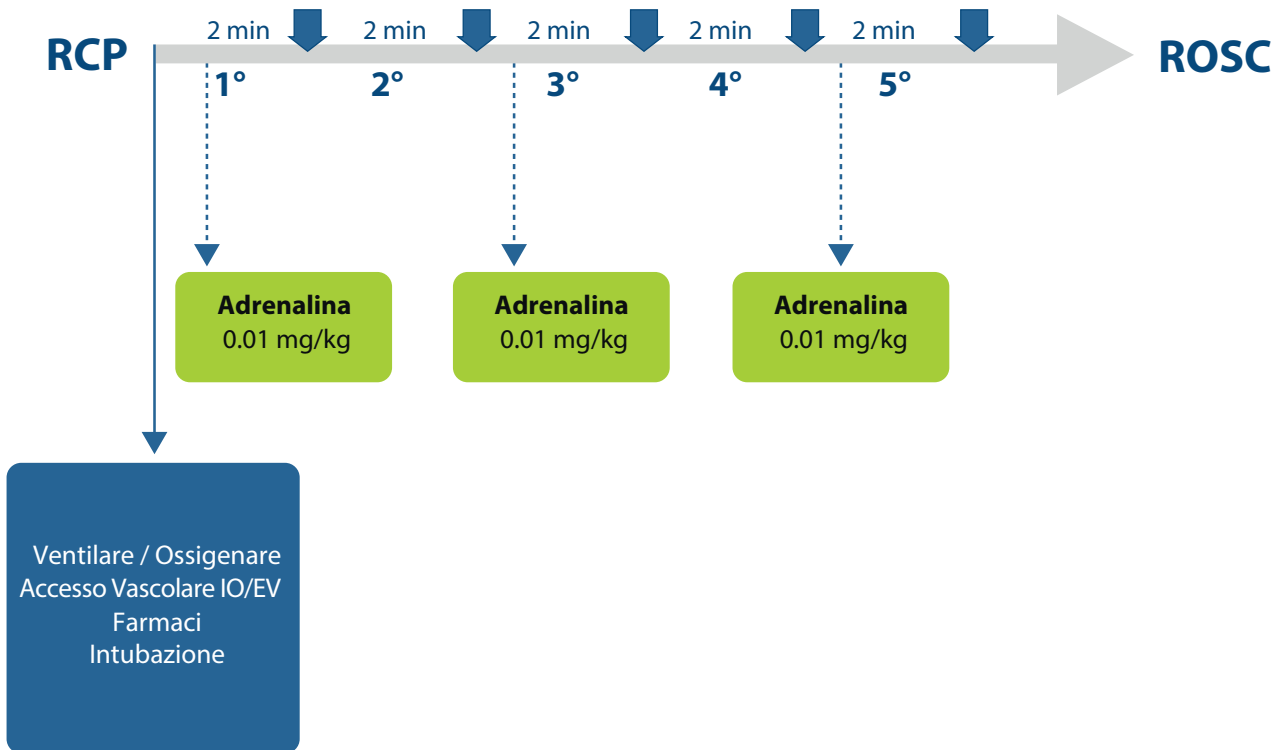 2 min 2 min 2 min 2 min 2 min
RCP
ROSC
1° 2° 3° 4° 5°
Adrenalina
0.01 mg/kg
Adrenalina
0.01 mg/kg
Adrenalina
0.01 mg/kg
Ventilare / Ossigenare
Accesso Vascolare IO/EV
Farmaci
Intubazione